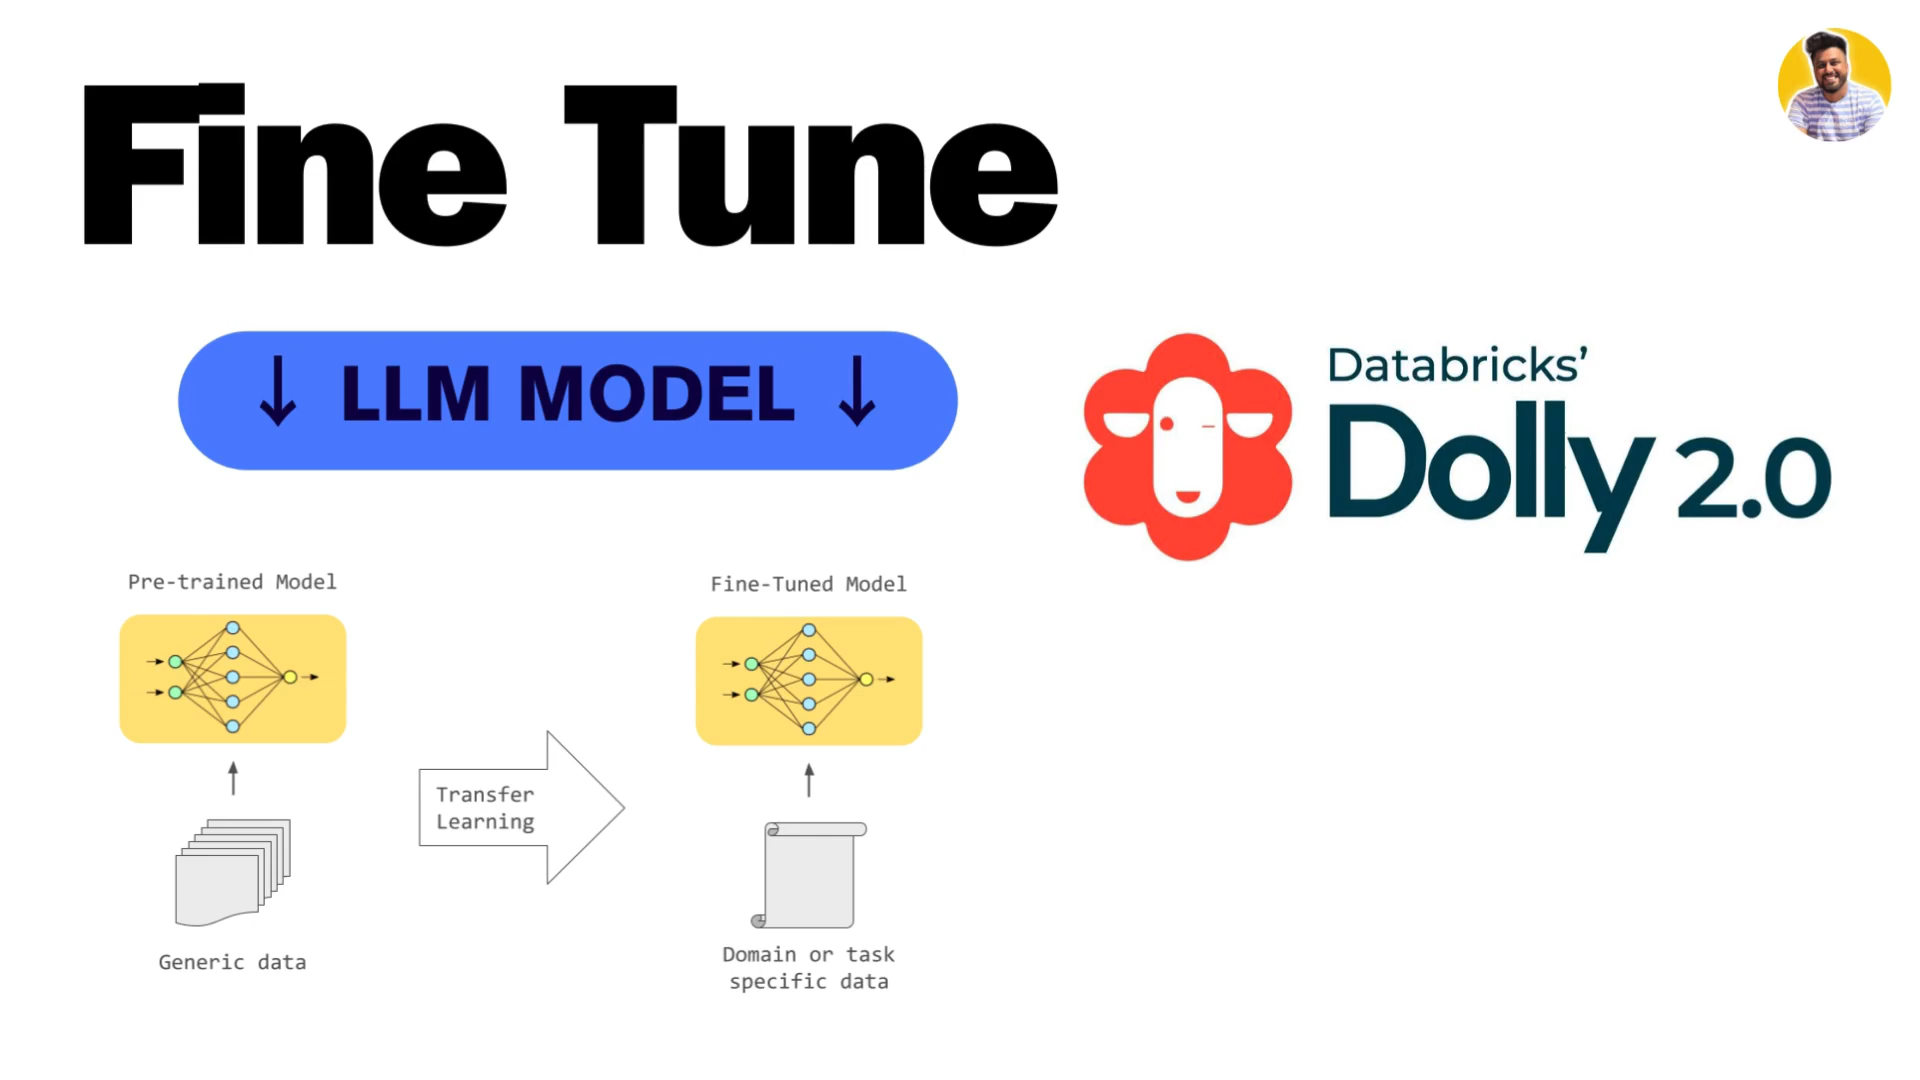 Fine Tune
↓ LLM MODEL ↓
Databricks’
Dolly 2.0
Pre-trained Model
Fine-Tuned Model
Transfer
Learning
Generic data
Domain or task
specific data